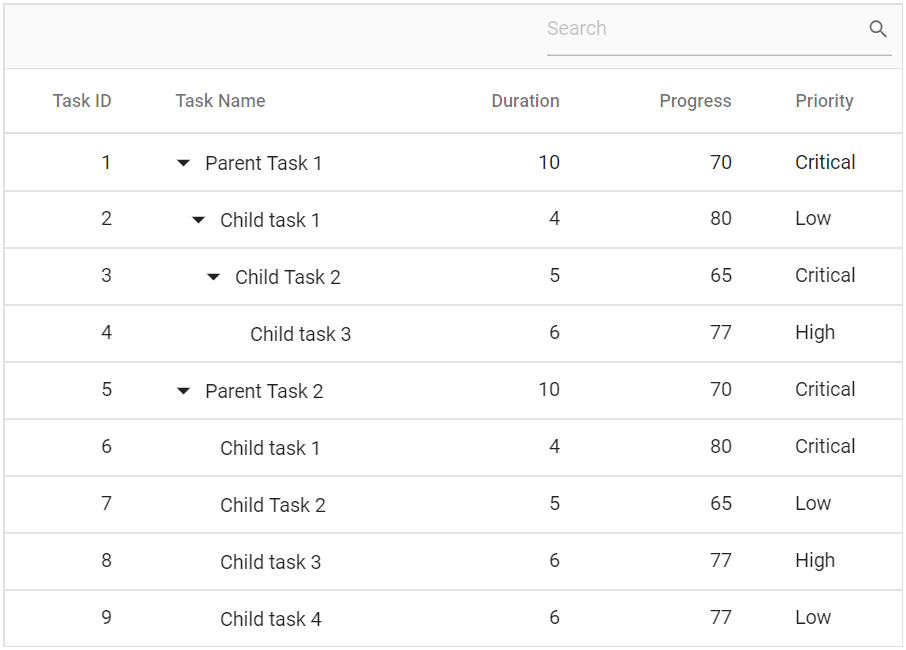 Search
Task ID Task Name Duration Progress Priority
1 Parent Task 1 10 70 Critical
2 Child task 1 4 80 Low
3 Child Task 2 5 65 Critical
4 Child task 3 6 77 High
5 Parent Task 2 10 70 Critical
6 Child task 1 4 80 Critical
7 Child Task 2 5 65 Low
8 Child task 3 6 77 High
9 Child task 4 6 77 Low